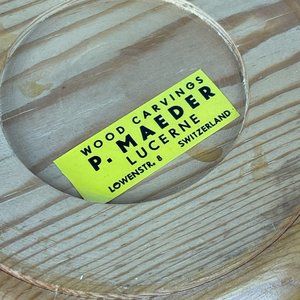 WOOD CARVINGS
P. MAEDER
LUCERNE
LÖWENSTR. 8 SWITZERLAND